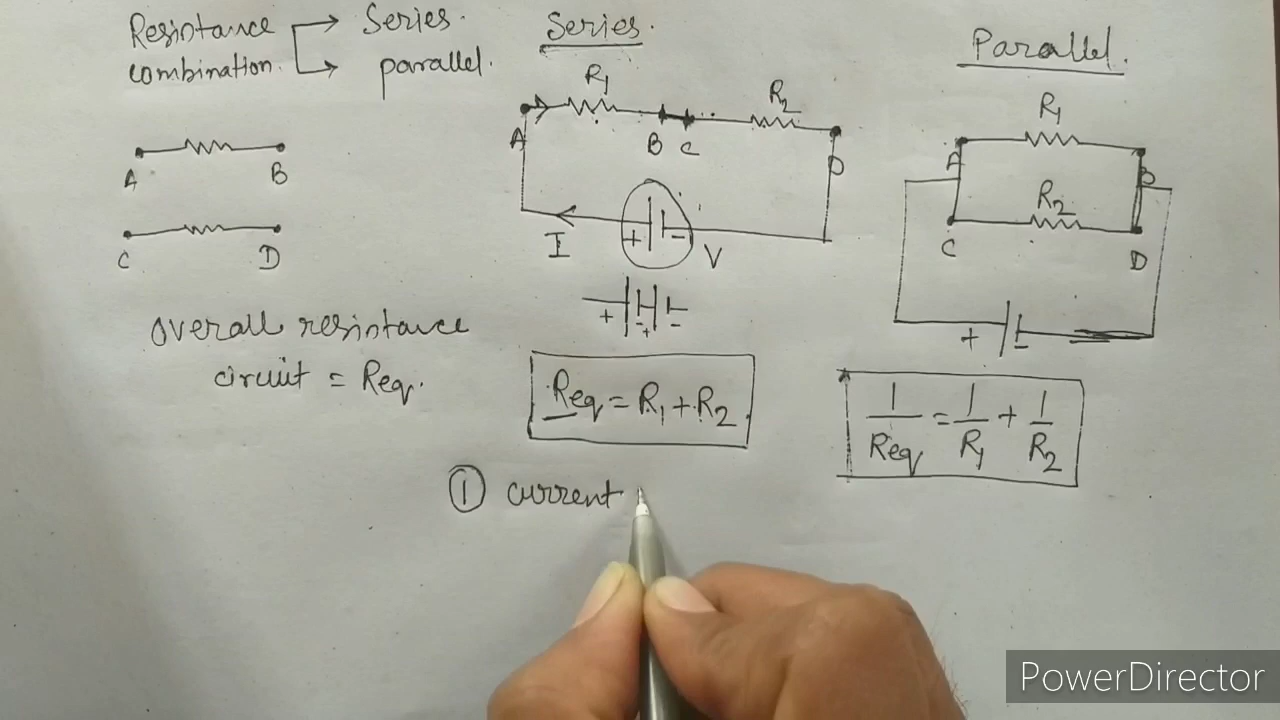 Resistance
combination.
Series.
parallel.
A
B
C
D
overall resistance
circuit = Req.
Series.
R1
R2
A
B
C
D
I
+
-
V
+
-
+
-
Req = R1 + R2
① current
Parallel.
R1
A
B
R2
C
D
+
-
1/Req = 1/R1 + 1/R2
PowerDirector